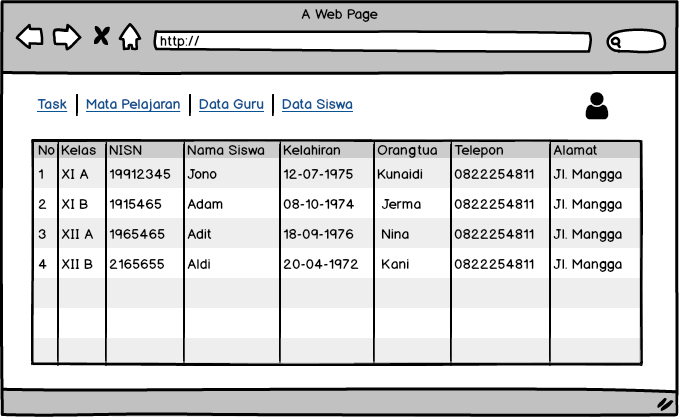 A Web Page
http://
Task Mata Pelajaran Data Guru Data Siswa
No Kelas NISN Nama Siswa Kelahiran Orangtua Telepon Alamat
1 XI A 19912345 Jono 12-07-1975 Kunaidi 0822254811 Jl. Mangga
2 XI B 1915465 Adam 08-10-1974 Jerma 0822254811 Jl. Mangga
3 XII A 1965465 Adit 18-09-1976 Nina 0822254811 Jl. Mangga
4 XII B 2165655 Aldi 20-04-1972 Kani 0822254811 Jl. Mangga